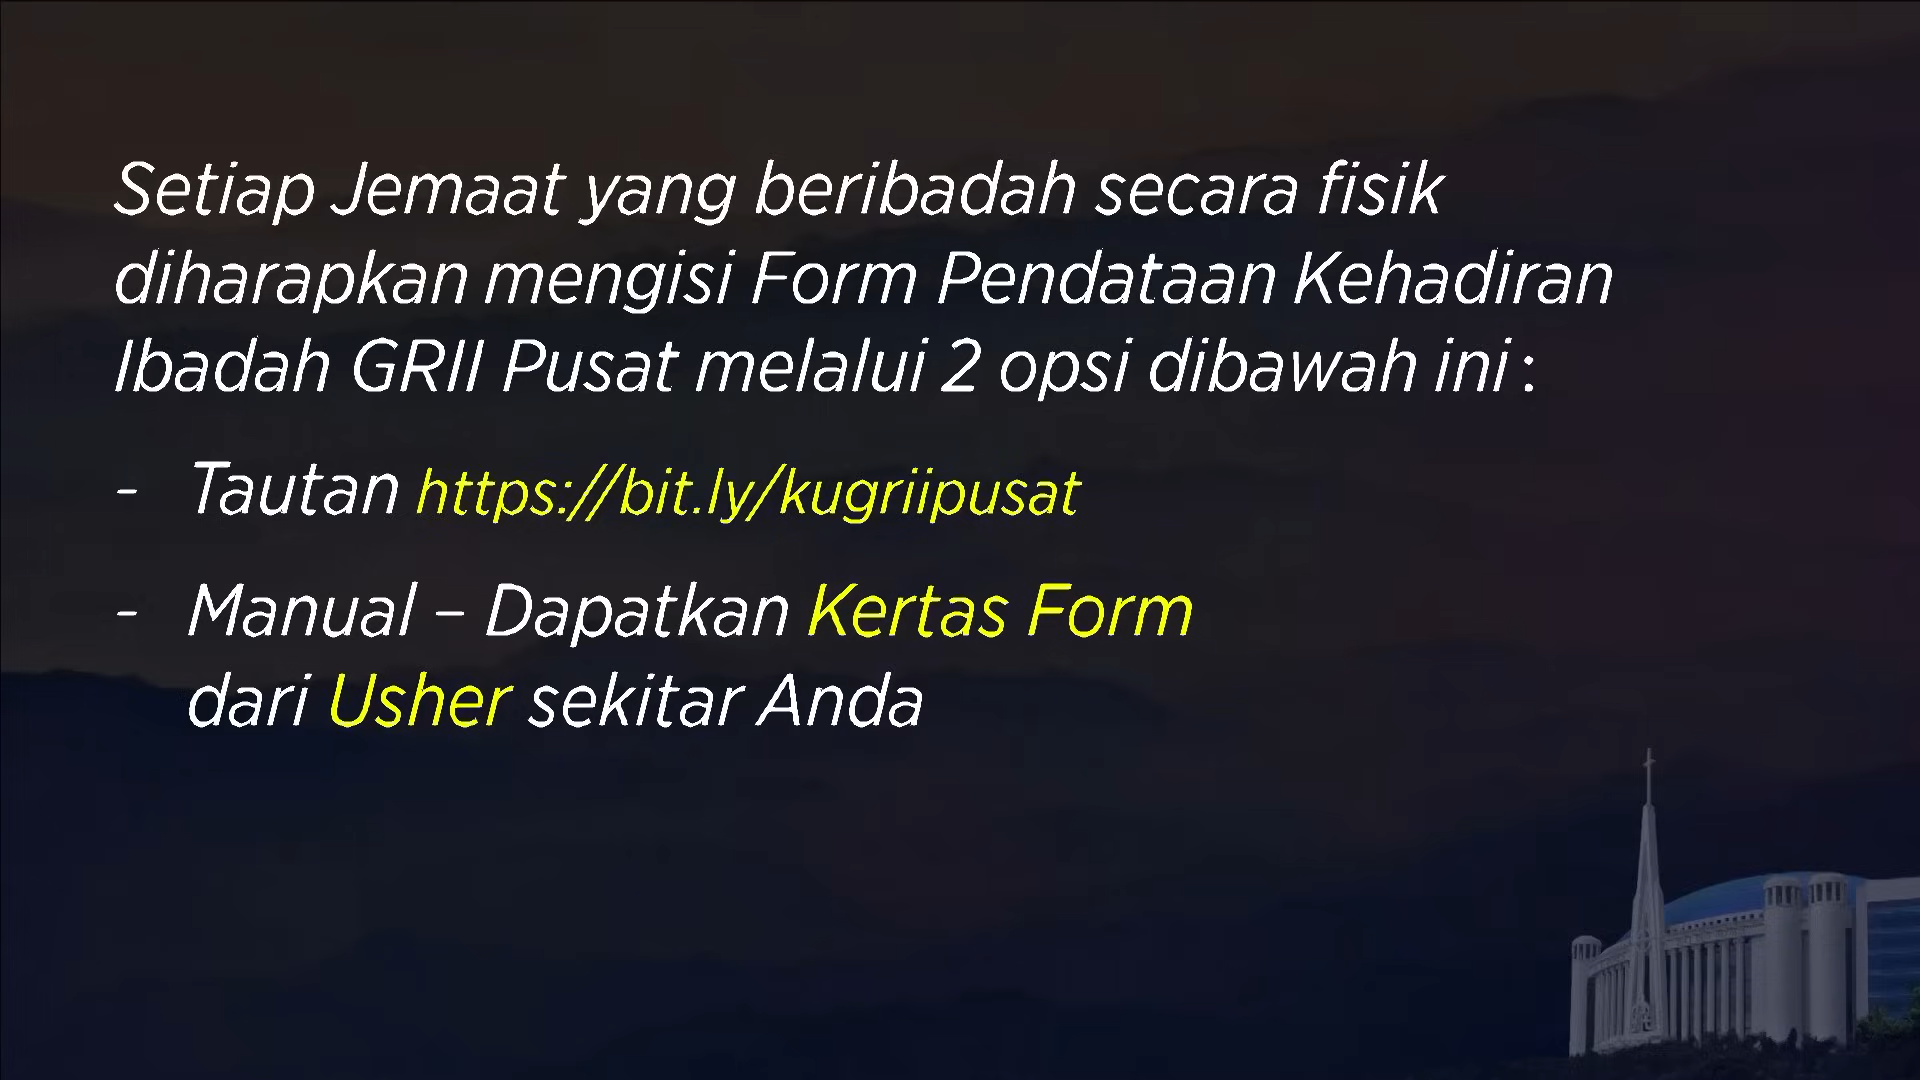 Setiap Jemaat yang beribadah secara fisik
diharapkan mengisi Form Pendataan Kehadiran
Ibadah GRII Pusat melalui 2 opsi dibawah ini :
- Tautan https://bit.ly/kugriipusat
- Manual – Dapatkan Kertas Form
dari Usher sekitar Anda